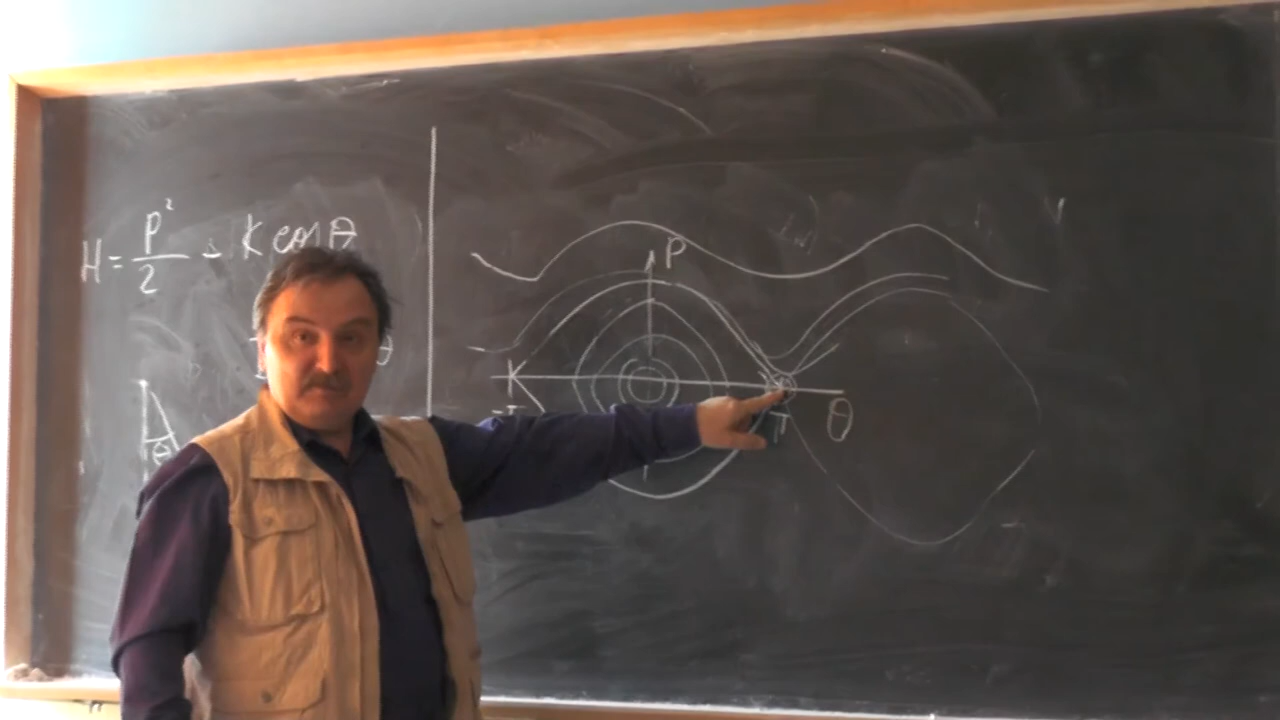 H = p²/2 - K cos θ
θ
p
-π
π
θ